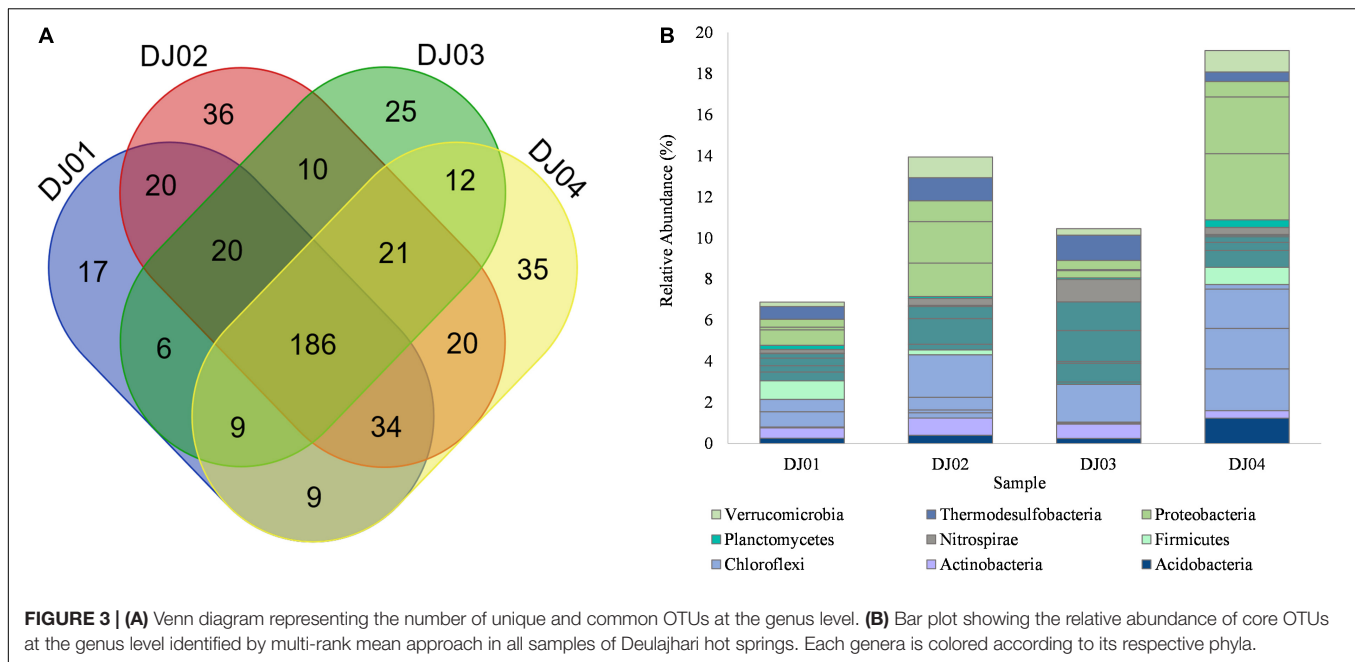 A
DJ02
DJ03
DJ01
DJ04
36
25
20
10
12
17
20
21
35
6
186
20
9
34
9
B
Relative Abundance (%)
20
18
16
14
12
10
8
6
4
2
0
DJ01
DJ02
DJ03
DJ04
Sample
Verrucomicrobia
Thermodesulfobacteria
Proteobacteria
Planctomycetes
Nitrospirae
Firmicutes
Chloroflexi
Actinobacteria
Acidobacteria
FIGURE 3 | (A) Venn diagram representing the number of unique and common OTUs at the genus level. (B) Bar plot showing the relative abundance of core OTUs
at the genus level identified by multi-rank mean approach in all samples of Deulajhari hot springs. Each genera is colored according to its respective phyla.